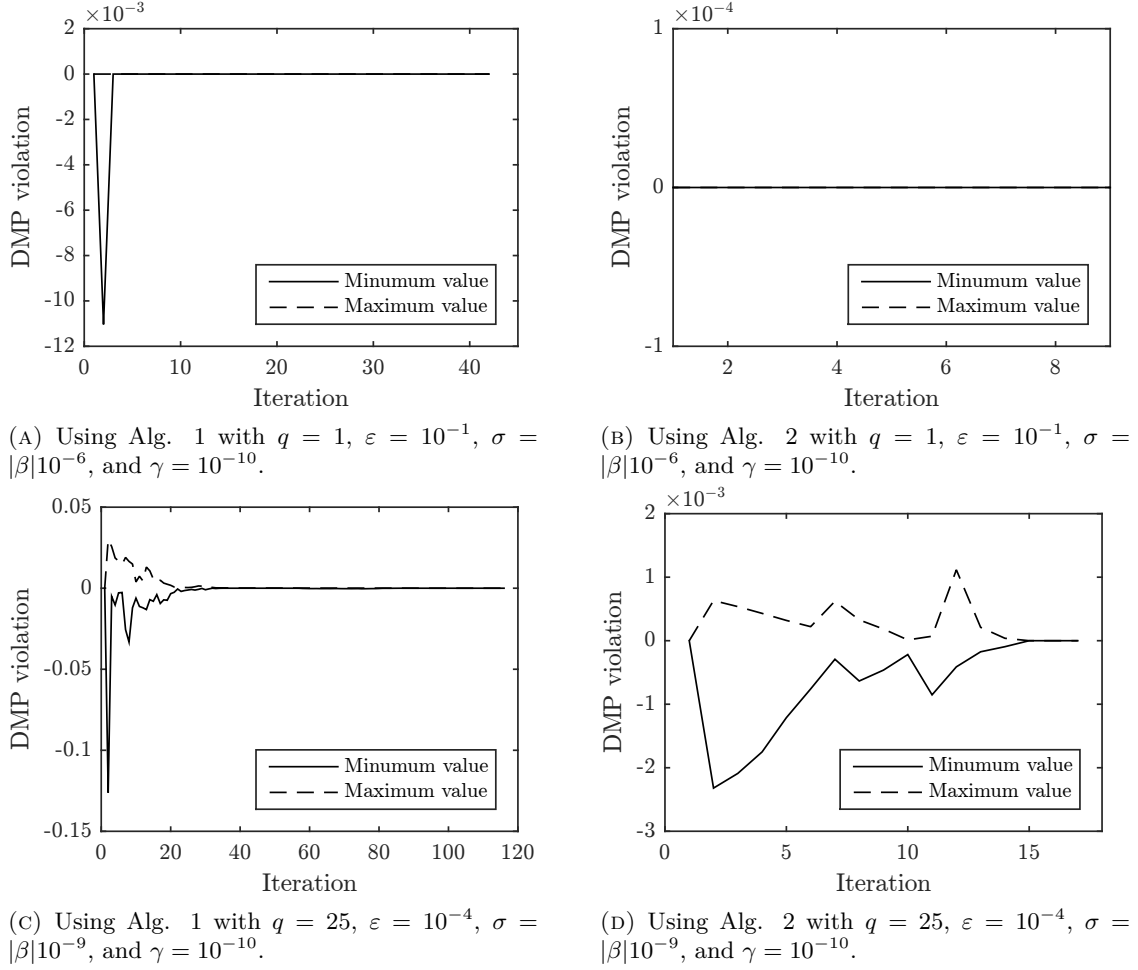 ×10⁻³
2
0
-2
-4
-6
-8
-10
-12
DMP violation
0 10 20 30 40
Iteration
Minumum value
Maximum value
(A) Using Alg. 1 with q = 1, ε = 10⁻¹, σ =
|β|10⁻⁶, and γ = 10⁻¹⁰.
×10⁻⁴
1
0
-1
DMP violation
2 4 6 8
Iteration
Minumum value
Maximum value
(B) Using Alg. 2 with q = 1, ε = 10⁻¹, σ =
|β|10⁻⁶, and γ = 10⁻¹⁰.
0.05
0
-0.05
-0.1
-0.15
DMP violation
0 20 40 60 80 100 120
Iteration
Minumum value
Maximum value
(C) Using Alg. 1 with q = 25, ε = 10⁻⁴, σ =
|β|10⁻⁹, and γ = 10⁻¹⁰.
×10⁻³
2
1
0
-1
-2
-3
DMP violation
0 5 10 15
Iteration
Minumum value
Maximum value
(D) Using Alg. 2 with q = 25, ε = 10⁻⁴, σ =
|β|10⁻⁹, and γ = 10⁻¹⁰.